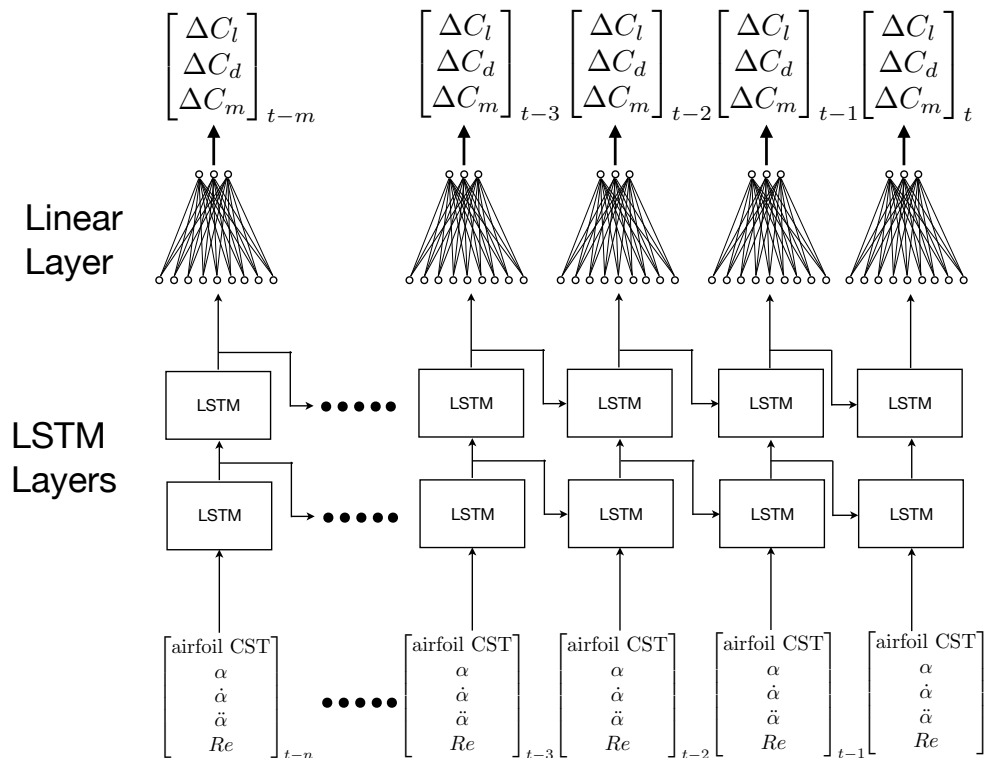 ΔC_l ΔC_l ΔC_l ΔC_l ΔC_l
ΔC_d ΔC_d ΔC_d ΔC_d ΔC_d
ΔC_m t−m ΔC_m t−3 ΔC_m t−2 ΔC_m t−1 ΔC_m t
Linear
Layer
LSTM LSTM LSTM LSTM LSTM
LSTM
Layers
LSTM LSTM LSTM LSTM LSTM
airfoil CST airfoil CST airfoil CST airfoil CST airfoil CST
α α α α α
α̇ α̇ α̇ α̇ α̇
α̈ α̈ α̈ α̈ α̈
Re t−n Re t−3 Re t−2 Re t−1 Re